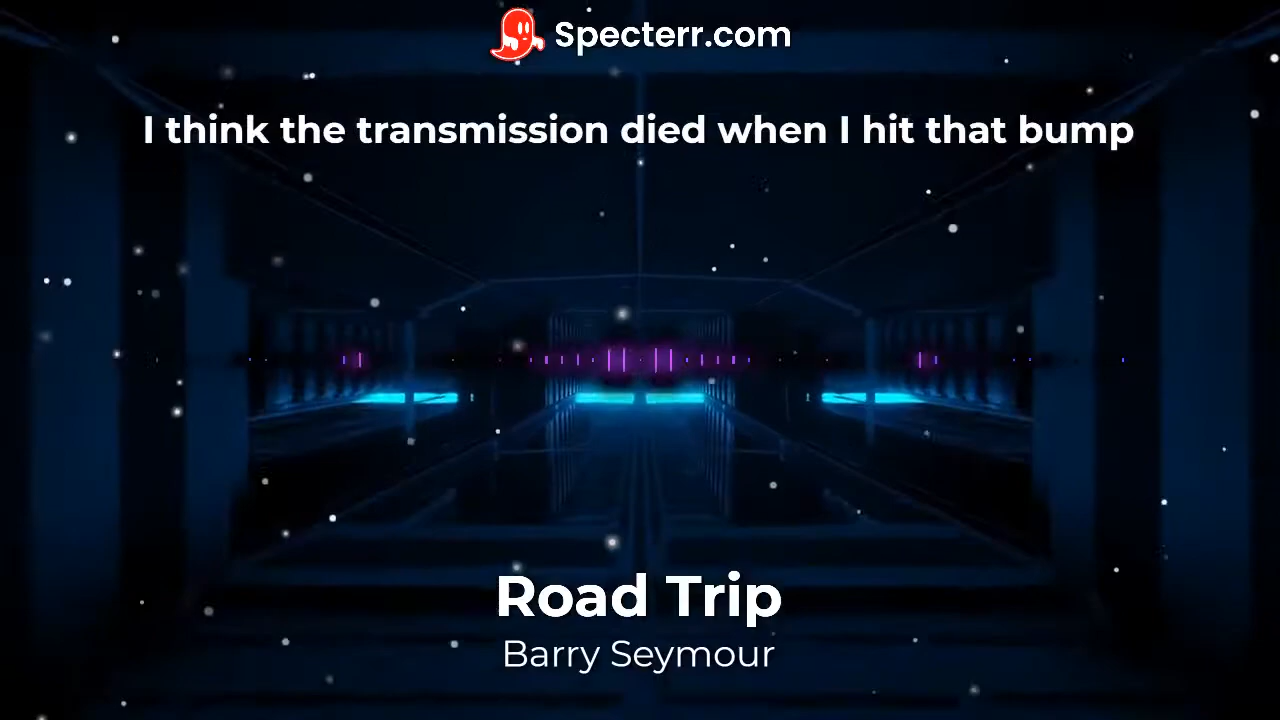 Specterr.com
I think the transmission died when I hit that bump
Road Trip
Barry Seymour